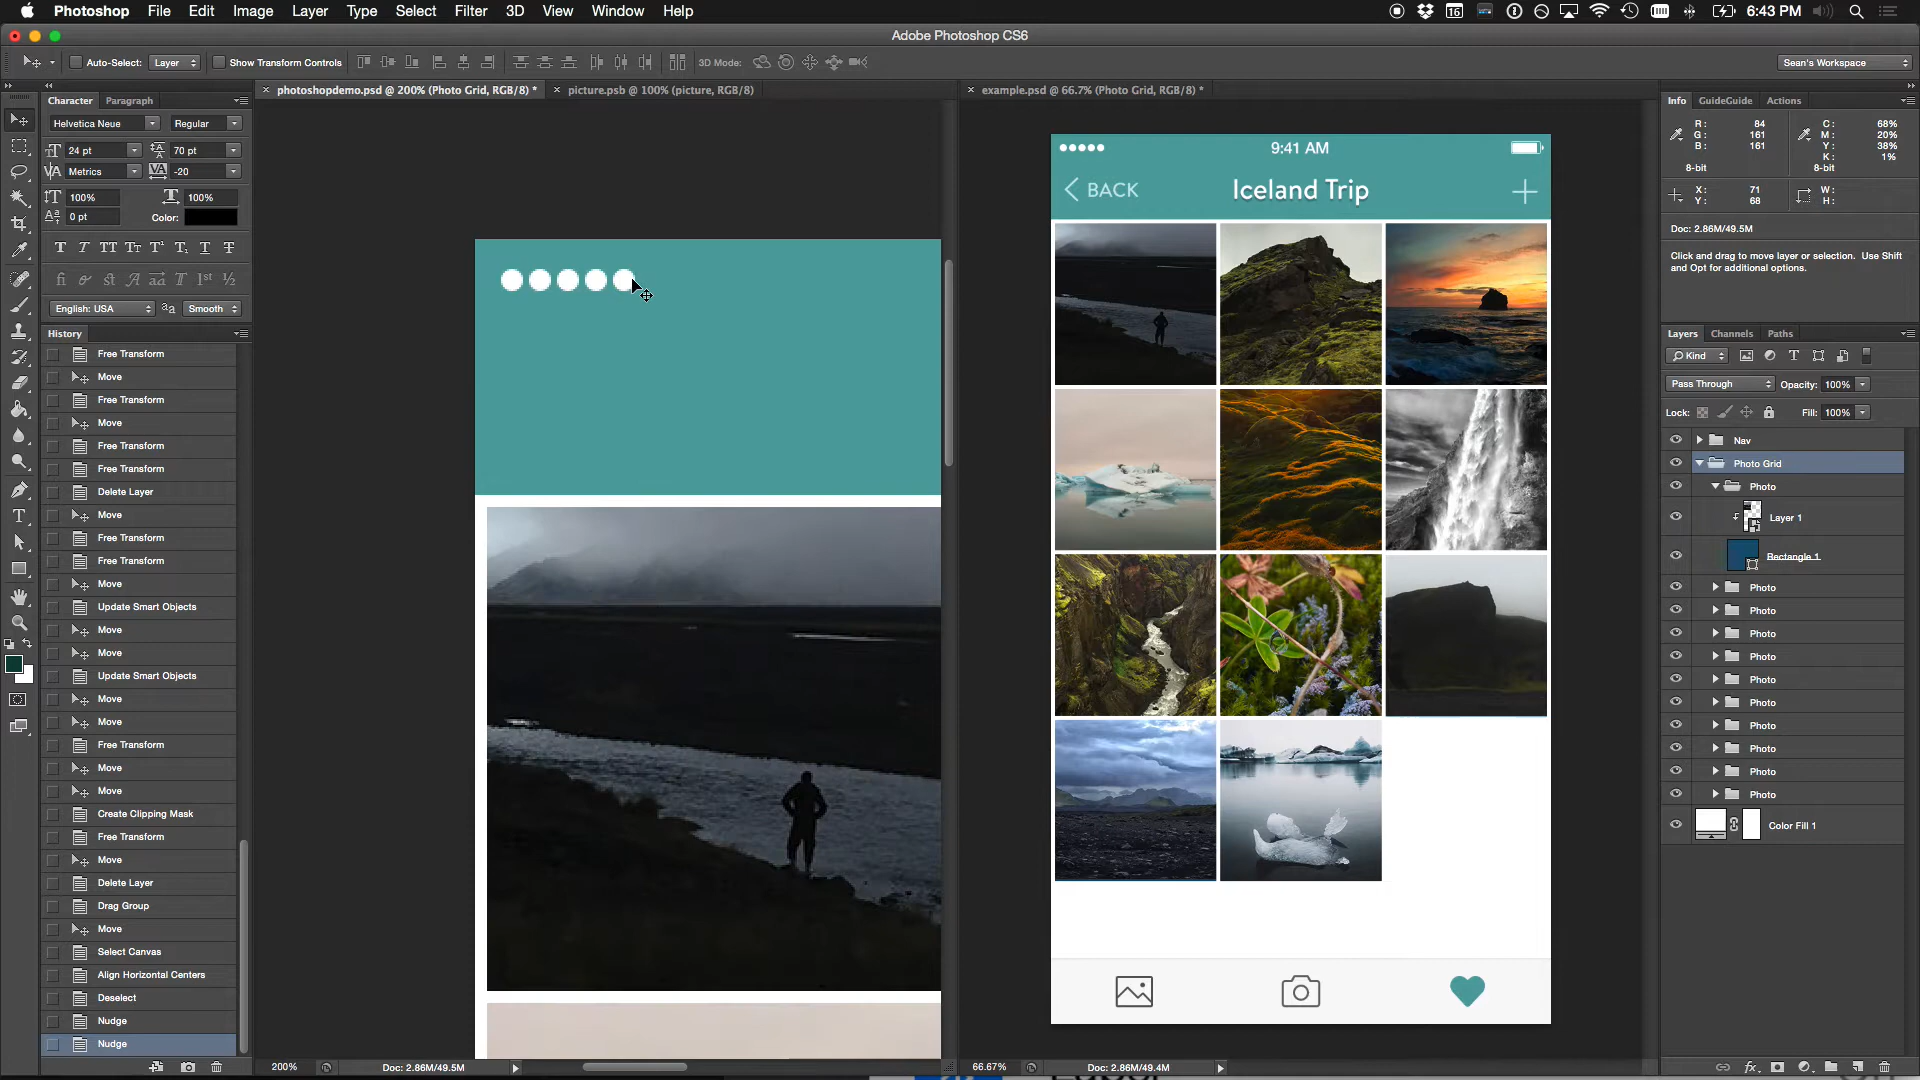 Photoshop File Edit Image Layer Type Select Filter 3D View Window Help 16 6:43 PM
Adobe Photoshop CS6
Auto-Select: Layer Show Transform Controls 3D Mode: Sean's Workspace
photoshopdemo.psd @ 200% (Photo Grid, RGB/8) * picture.psb @ 100% (picture, RGB/8) example.psd @ 66.7% (Photo Grid, RGB/8) *
Character Paragraph
Helvetica Neue Regular
24 pt 70 pt
Metrics -20
100% 100%
0 pt Color:
English: USA Smooth
History
Free Transform
Move
Free Transform
Move
Free Transform
Free Transform
Delete Layer
Move
Free Transform
Free Transform
Move
Update Smart Objects
Move
Move
Update Smart Objects
Move
Move
Free Transform
Move
Move
Create Clipping Mask
Free Transform
Move
Delete Layer
Drag Group
Move
Select Canvas
Align Horizontal Centers
Deselect
Nudge
Nudge
200% Doc: 2.86M/49.5M
9:41 AM
BACK Iceland Trip
66.67% Doc: 2.86M/49.4M
Info GuideGuide Actions
R: 84 C: 68%
G: 161 M: 20%
B: 161 Y: 38%
K: 1%
8-bit 8-bit
X: 71 W:
Y: 68 H:
Doc: 2.86M/49.5M
Click and drag to move layer or selection. Use Shift
and Opt for additional options.
Layers Channels Paths
Kind
Pass Through Opacity: 100%
Lock: Fill: 100%
Nav
Photo Grid
Photo
Layer 1
Rectangle 1
Photo
Photo
Photo
Photo
Photo
Photo
Photo
Photo
Photo
Photo
Color Fill 1